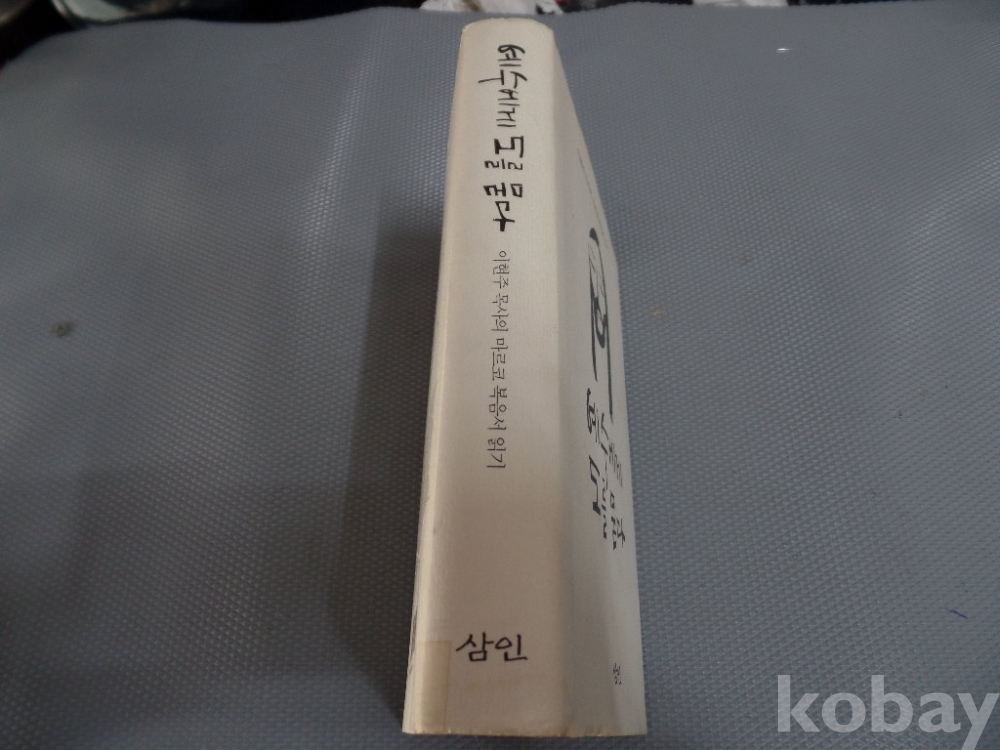 예수에게 도를 묻다
이현주 목사의 마르코 복음서 읽기
삼인
kobay